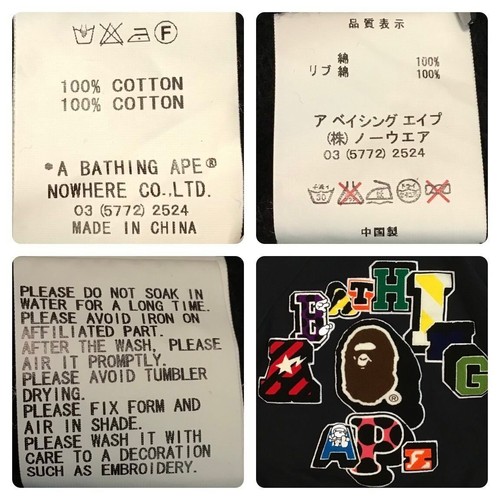 100% COTTON
100% COTTON
*A BATHING APE®
NOWHERE CO.,LTD.
03 (5772) 2524
MADE IN CHINA
品質表示
綿 100%
リブ 綿 100%
ア ベイシング エイプ
(株) ノーウエア
03 (5772) 2524
中国製
PLEASE DO NOT SOAK IN
WATER FOR A LONG TIME.
PLEASE AVOID IRON ON
AFFILIATED PART.
AFTER THE WASH, PLEASE
AIR IT PROMPTLY.
PLEASE AVOID TUMBLER
DRYING.
PLEASE FIX FORM AND
AIR IN SHADE.
PLEASE WASH IT WITH
CARE TO A DECORATION
SUCH AS EMBROIDERY.
A BATHING
®
APE